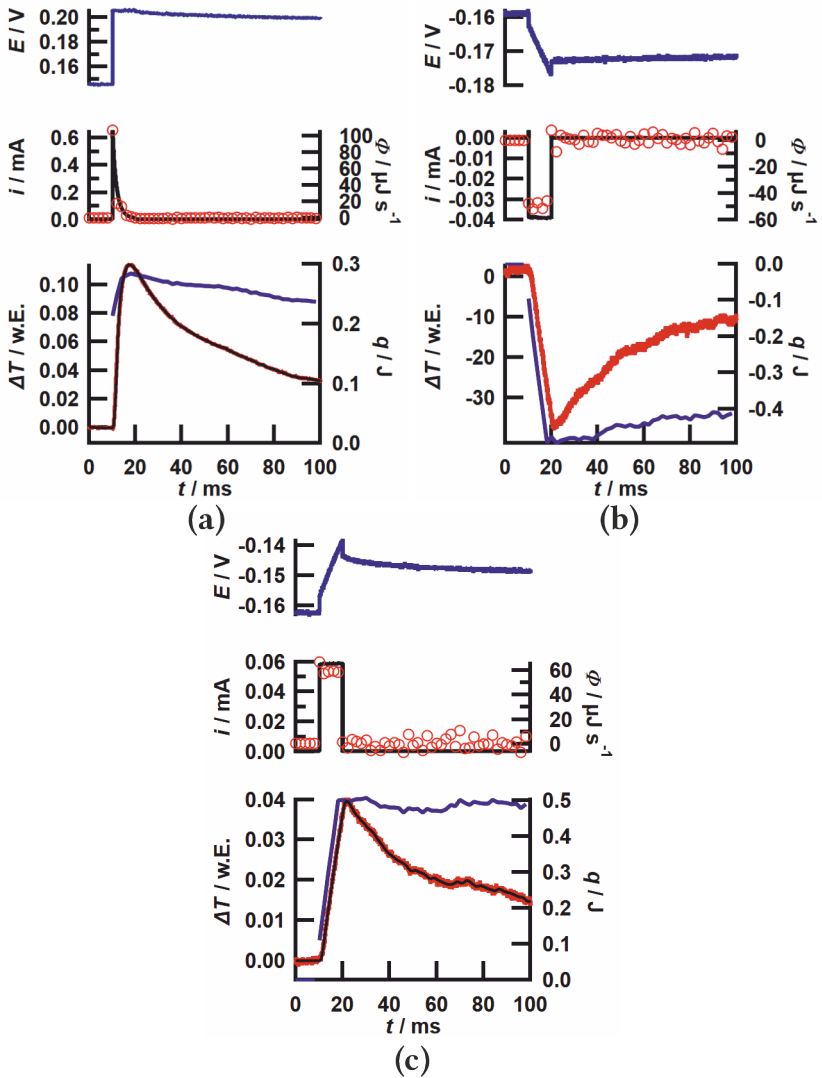 E / V
0.20
0.18
0.16
i / mA
0.6
0.4
0.2
0.0
100
80
60
40
20
0
Φ / µJ s⁻¹
ΔT / w.E.
0.10
0.08
0.06
0.04
0.02
0.00
0.3
0.2
0.1
0.0
q / J
0 20 40 60 80 100
t / ms
(a)
E / V
-0.16
-0.17
-0.18
i / mA
0.00
-0.01
-0.02
-0.03
-0.04
0
-20
-40
-60
Φ / µJ s⁻¹
ΔT / w.E.
0
-10
-20
-30
0.0
-0.1
-0.2
-0.3
-0.4
q / J
0 20 40 60 80 100
t / ms
(b)
E / V
-0.14
-0.15
-0.16
i / mA
0.06
0.04
0.02
0.00
60
40
20
0
Φ / µJ s⁻¹
ΔT / w.E.
0.04
0.03
0.02
0.01
0.00
0.5
0.4
0.3
0.2
0.1
0.0
q / J
0 20 40 60 80 100
t / ms
(c)